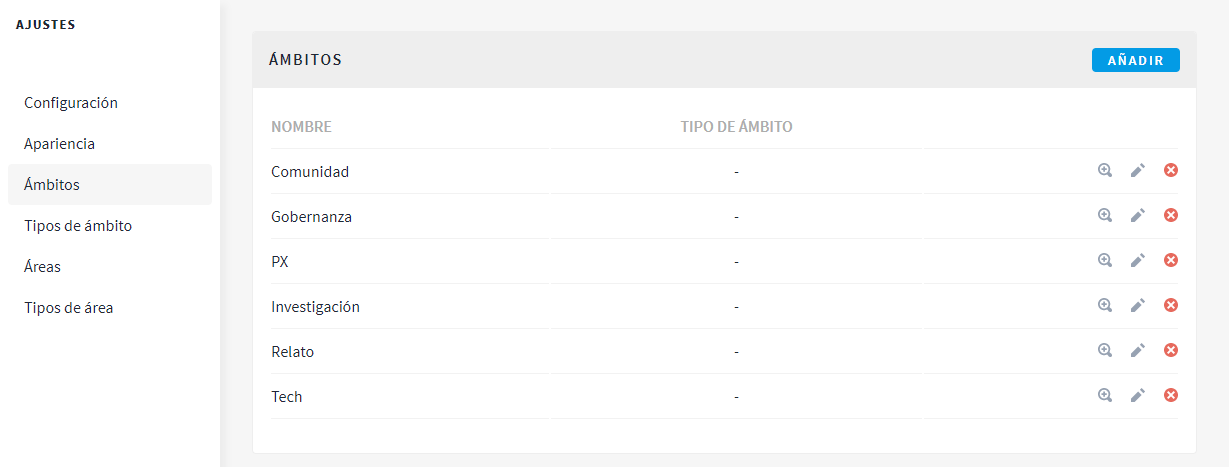 AJUSTES
Configuración
Apariencia
Ámbitos
Tipos de ámbito
Áreas
Tipos de área
ÁMBITOS
AÑADIR
NOMBRE TIPO DE ÁMBITO
Comunidad -
Gobernanza -
PX -
Investigación -
Relato -
Tech -